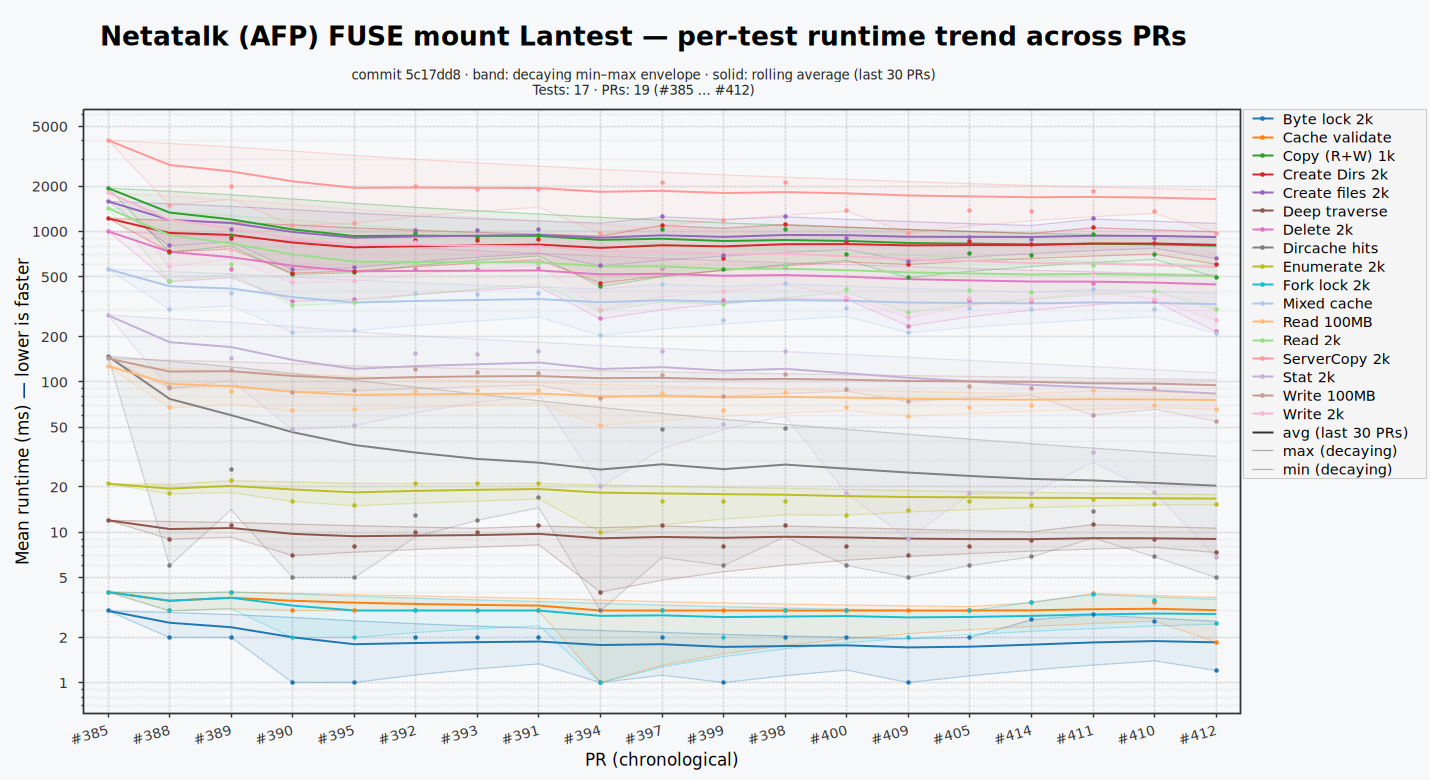 Netatalk (AFP) FUSE mount Lantest — per-test runtime trend across PRs
commit 5c17dd8 · band: decaying min–max envelope · solid: rolling average (last 30 PRs)
Tests: 17 · PRs: 19 (#385 … #412)
Mean runtime (ms) — lower is faster
5000
2000
1000
500
200
100
50
20
10
5
2
1
#385 #388 #389 #390 #395 #392 #393 #391 #394 #397 #399 #398 #400 #409 #405 #414 #411 #410 #412
PR (chronological)
Byte lock 2k
Cache validate
Copy (R+W) 1k
Create Dirs 2k
Create files 2k
Deep traverse
Delete 2k
Dircache hits
Enumerate 2k
Fork lock 2k
Mixed cache
Read 100MB
Read 2k
ServerCopy 2k
Stat 2k
Write 100MB
Write 2k
avg (last 30 PRs)
max (decaying)
min (decaying)